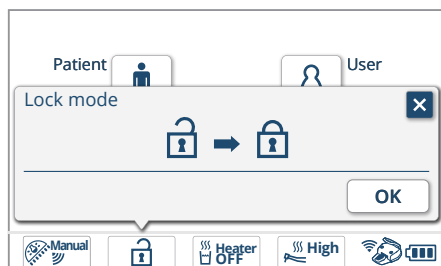 Patient
User
Lock mode
OK
Manual
Heater
OFF
High